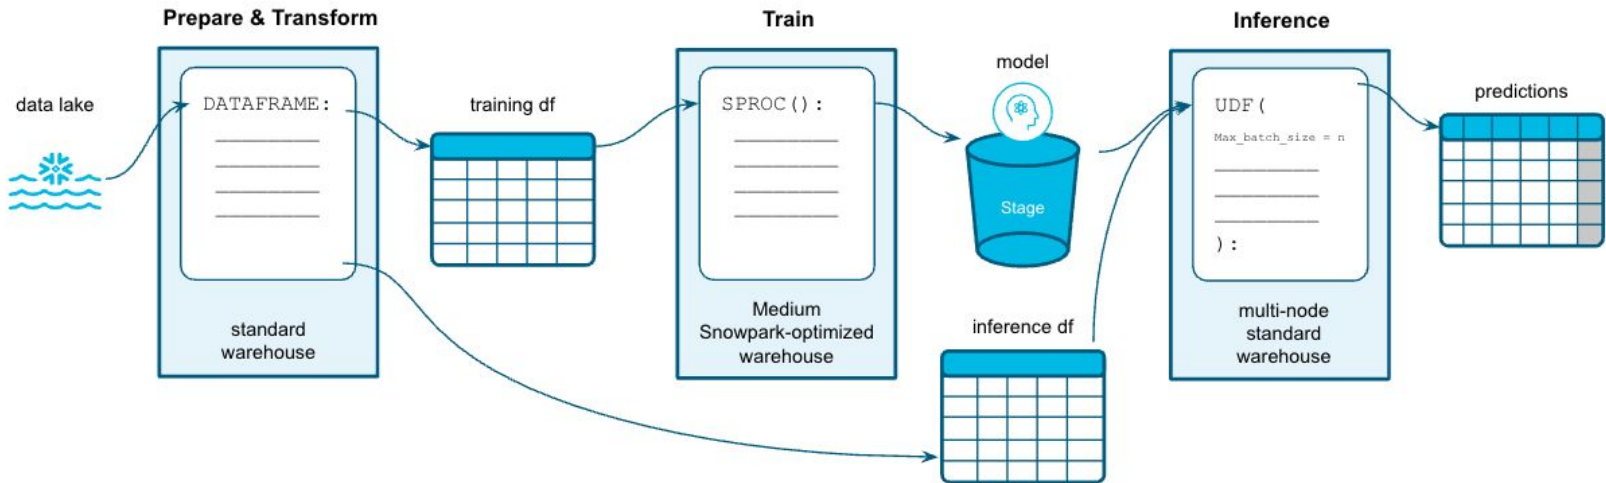 Prepare & Transform
Train
Inference
data lake
DATAFRAME:
standard
warehouse
training df
SPROC():
Medium
Snowpark-optimized
warehouse
model
Stage
inference df
UDF(
Max_batch_size = n
):
multi-node
standard
warehouse
predictions